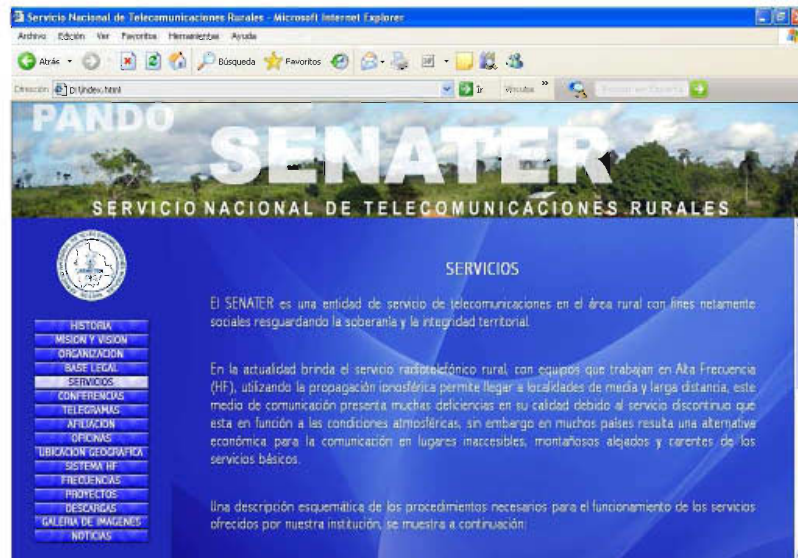 Servicio Nacional de Telecomunicaciones Rurales - Microsoft Internet Explorer
Archivo Edición Ver Favoritos Herramientas Ayuda
Atrás Búsqueda Favoritos
Dirección D:\index.html Ir Vínculos
PANDO
SENATER
SERVICIO NACIONAL DE TELECOMUNICACIONES RURALES
HISTORIA
MISION Y VISION
ORGANIZACION
BASE LEGAL
SERVICIOS
CONFERENCIAS
TELEGRAMAS
AFILIACION
OFICINAS
UBICACION GEOGRAFICA
SISTEMA HF
FRECUENCIAS
PROYECTOS
DESCARGAS
GALERIA DE IMAGENES
NOTICIAS
SERVICIOS
El SENATER es una entidad de servicio de telecomunicaciones en el área rural con fines netamente
sociales resguardando la soberanía y la integridad territorial.
En la actualidad brinda el servicio radiotelefónico rural, con equipos que trabajan en Alta Frecuencia
(HF), utilizando la propagación ionosférica permite llegar a localidades de media y larga distancia, este
medio de comunicación presenta muchas deficiencias en su calidad debido al servicio discontinuo que
esta en función a las condiciones atmosféricas, sin embargo en muchos países resulta una alternativa
económica para la comunicación en lugares inaccesibles, montañosos alejados y carentes de los
servicios básicos.
Una descripción esquemática de los procedimientos necesarios para el funcionamiento de los servicios
ofrecidos por nuestra institución, se muestra a continuación: